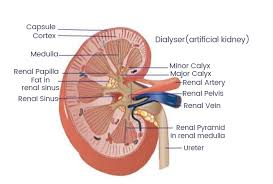 Capsule
Cortex
Dialyser(artificial kidney)
Medulla
Minor Calyx
Renal Papilla
Major Calyx
Fat in
renal sinus
Renal Artery
Renal Sinus
Renal Pelvis
Renal Vein
Renal Pyramid
in renal medulla
Ureter